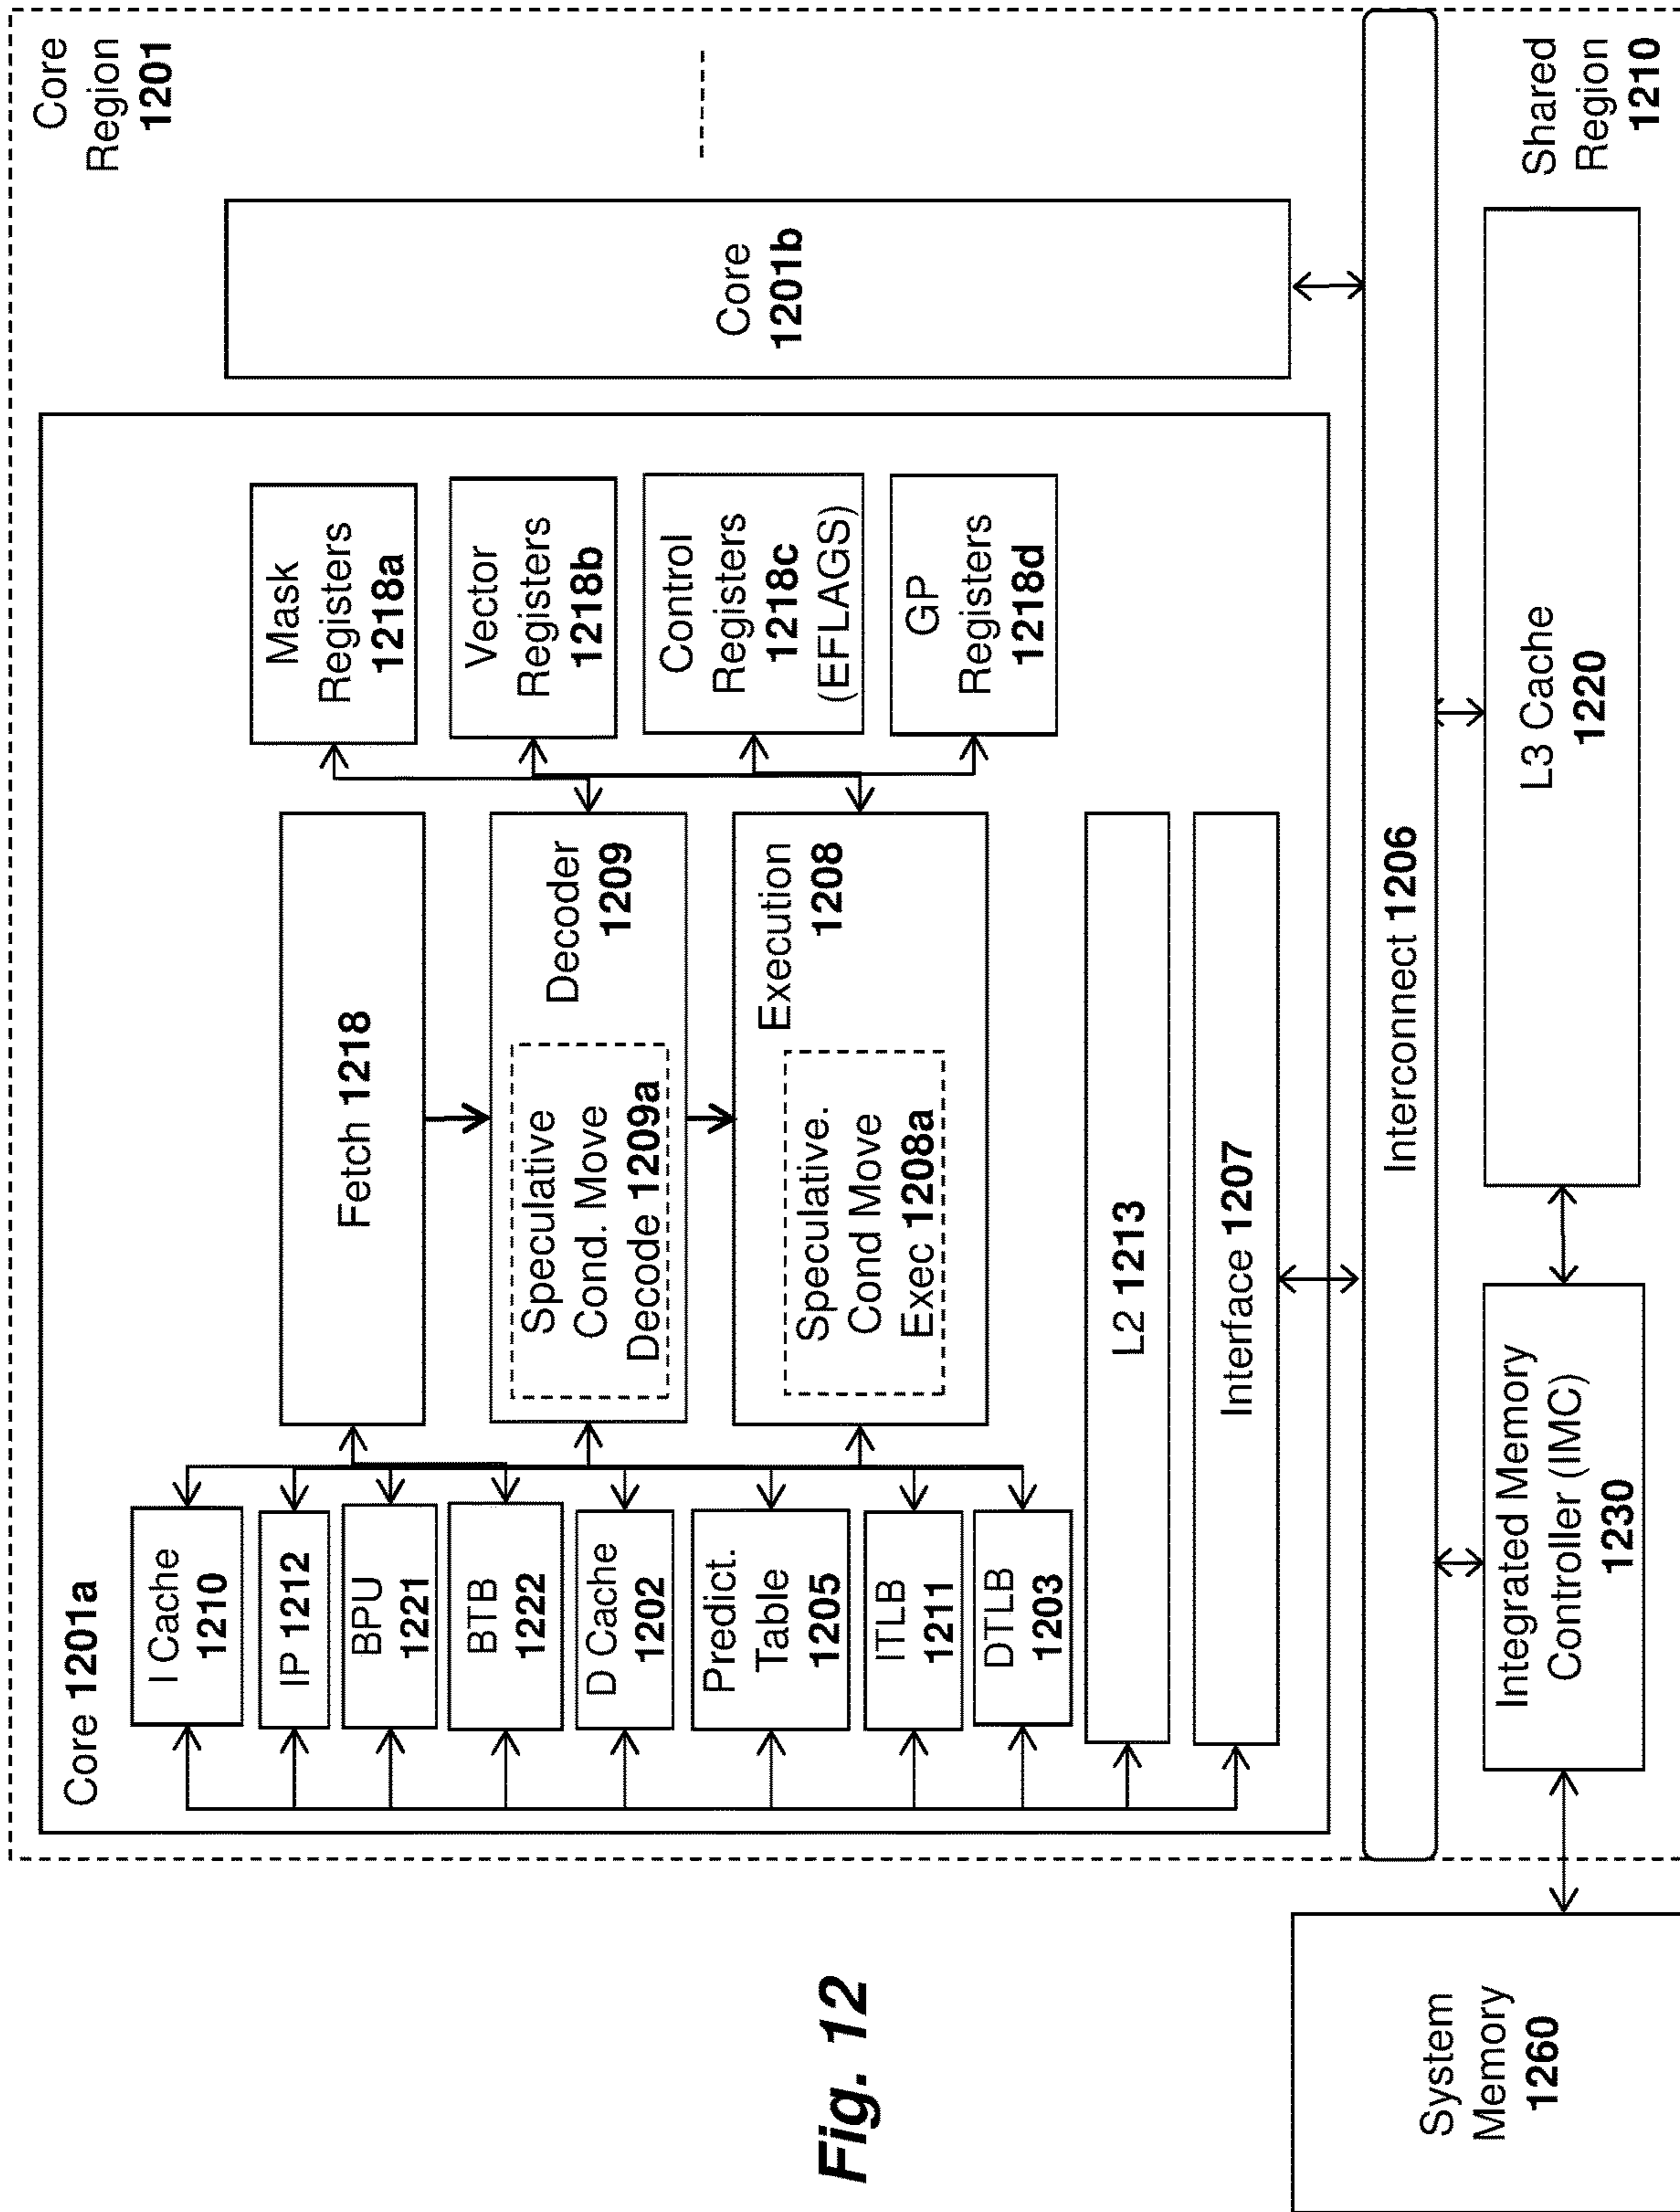 Core
Region
1201
Core 1201a
I Cache
1210
IP 1212
BPU
1221
BTB
1222
D Cache
1202
Predict.
Table
1205
ITLB
1211
DTLB
1203
Fetch 1218
Decoder
1209
Speculative
Cond. Move
Decode 1209a
Execution
1208
Speculative.
Cond Move
Exec 1208a
L2 1213
Interface 1207
Mask
Registers
1218a
Vector
Registers
1218b
Control
Registers
1218c
(EFLAGS)
GP
Registers
1218d
Core
1201b
Interconnect 1206
Shared
Region
1210
L3 Cache
1220
Integrated Memory
Controller (IMC)
1230
System
Memory
1260
Fig. 12